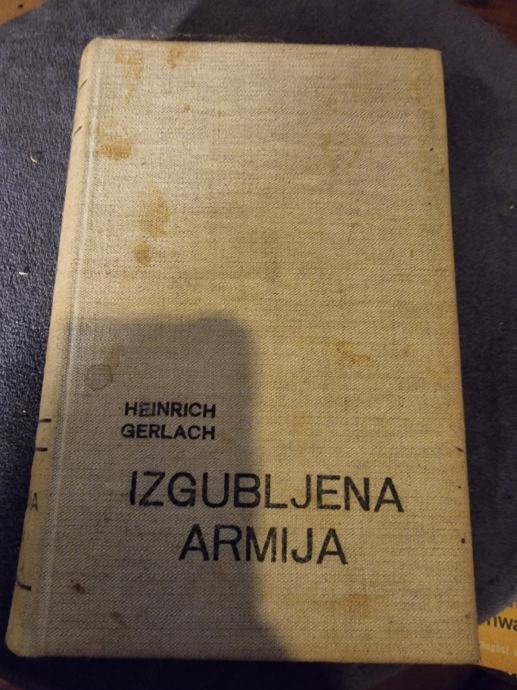 HEINRICH
GERLACH
IZGUBLJENA
ARMIJA
A